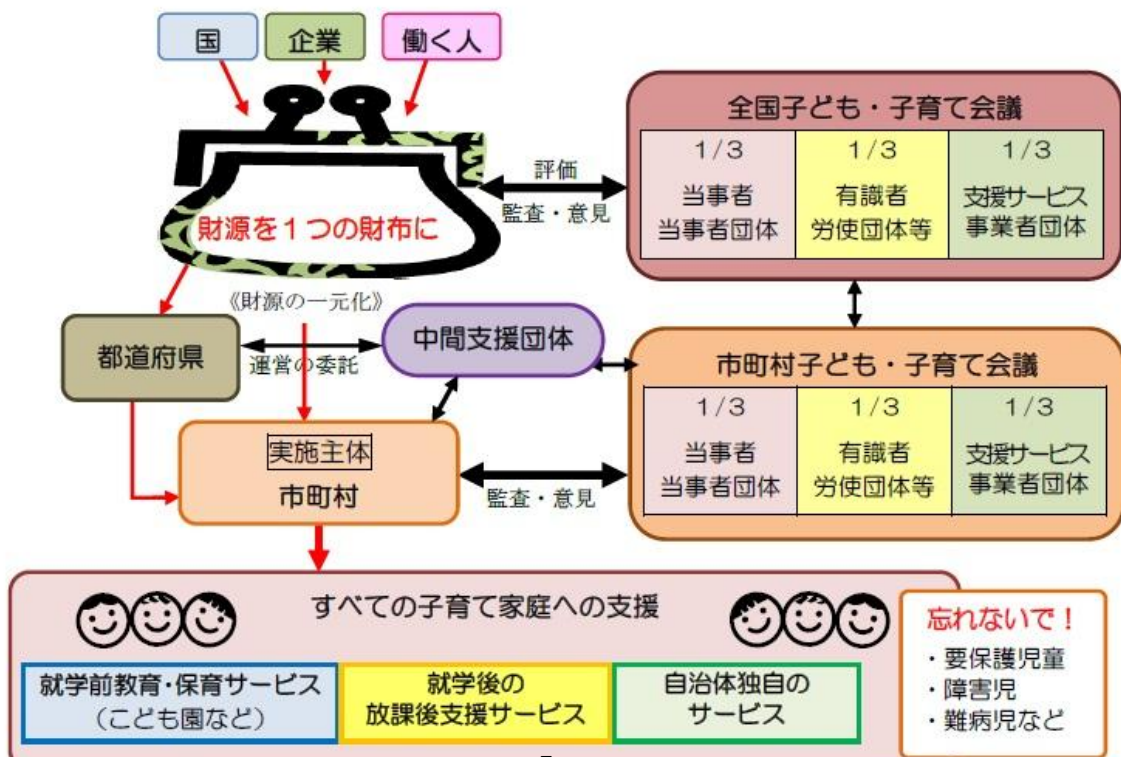 国
企業
働く人
財源を１つの財布に
評価
監査・意見
全国子ども・子育て会議
１/３
当事者
当事者団体
１/３
有識者
労使団体等
１/３
支援サービス
事業者団体
《財源の一元化》
都道府県
運営の委託
中間支援団体
市町村子ども・子育て会議
１/３
当事者
当事者団体
１/３
有識者
労使団体等
１/３
支援サービス
事業者団体
実施主体
市町村
監査・意見
すべての子育て家庭への支援
就学前教育・保育サービス
（こども園など）
就学後の
放課後支援サービス
自治体独自の
サービス
忘れないで！
・要保護児童
・障害児
・難病児など